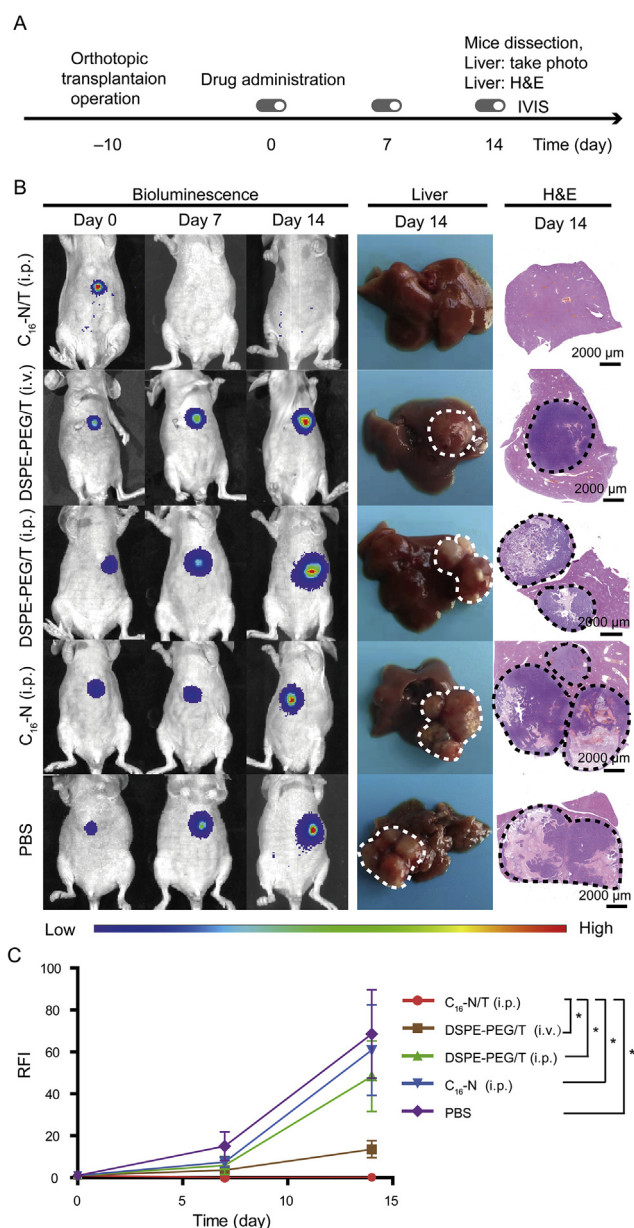 A
Orthotopic
transplantaion
operation
Drug administration
Mice dissection,
Liver: take photo
Liver: H&E
IVIS
–10
0
7
14
Time (day)
B
Bioluminescence
Liver
H&E
Day 0
Day 7
Day 14
Day 14
Day 14
C₁₆-N/T (i.p.)
2000 µm
DSPE-PEG/T (i.v.)
2000 µm
DSPE-PEG/T (i.p.)
2000 µm
C₁₆-N (i.p.)
2000 µm
PBS
2000 µm
Low
High
C
RFI
100
80
60
40
20
0
0
5
10
15
Time (day)
C₁₆-N/T (i.p.)
DSPE-PEG/T (i.v.)
DSPE-PEG/T (i.p.)
C₁₆-N (i.p.)
PBS
*
*
*
*